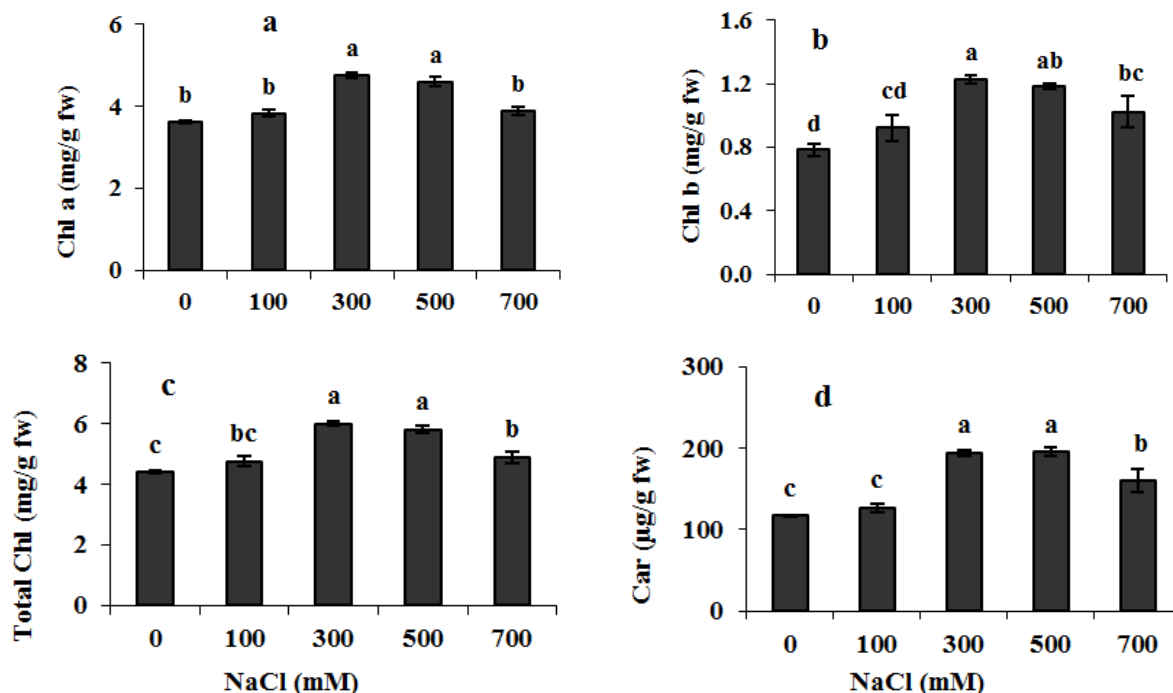 a
Chl a (mg/g fw)
6
4
2
0
b
b
a
a
b
0 100 300 500 700
b
Chl b (mg/g fw)
1.6
1.2
0.8
0.4
0.0
d
cd
a
ab
bc
0 100 300 500 700
c
Total Chl (mg/g fw)
8
6
4
2
0
c
bc
a
a
b
0 100 300 500 700
NaCl (mM)
d
Car (µg/g fw)
300
200
100
0
c
c
a
a
b
0 100 300 500 700
NaCl (mM)